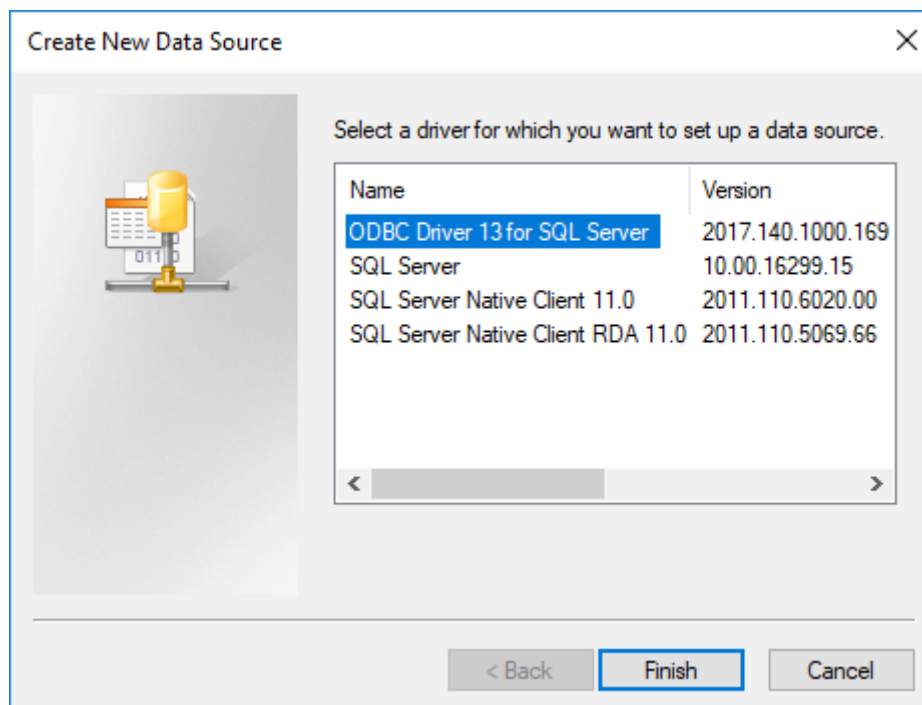 Create New Data Source
Select a driver for which you want to set up a data source.
Name Version
ODBC Driver 13 for SQL Server 2017.140.1000.169
SQL Server 10.00.16299.15
SQL Server Native Client 11.0 2011.110.6020.00
SQL Server Native Client RDA 11.0 2011.110.5069.66
< Back Finish Cancel